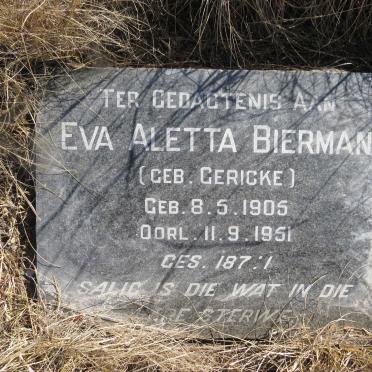 TER GEDAGTENIS AAN
EVA ALETTA BIERMAN
(GEB. GERICKE)
GEB. 8.5.1905
OORL. 11.9.1951
GES. 187:1
SALIG IS DIE WAT IN DIE
STERWE